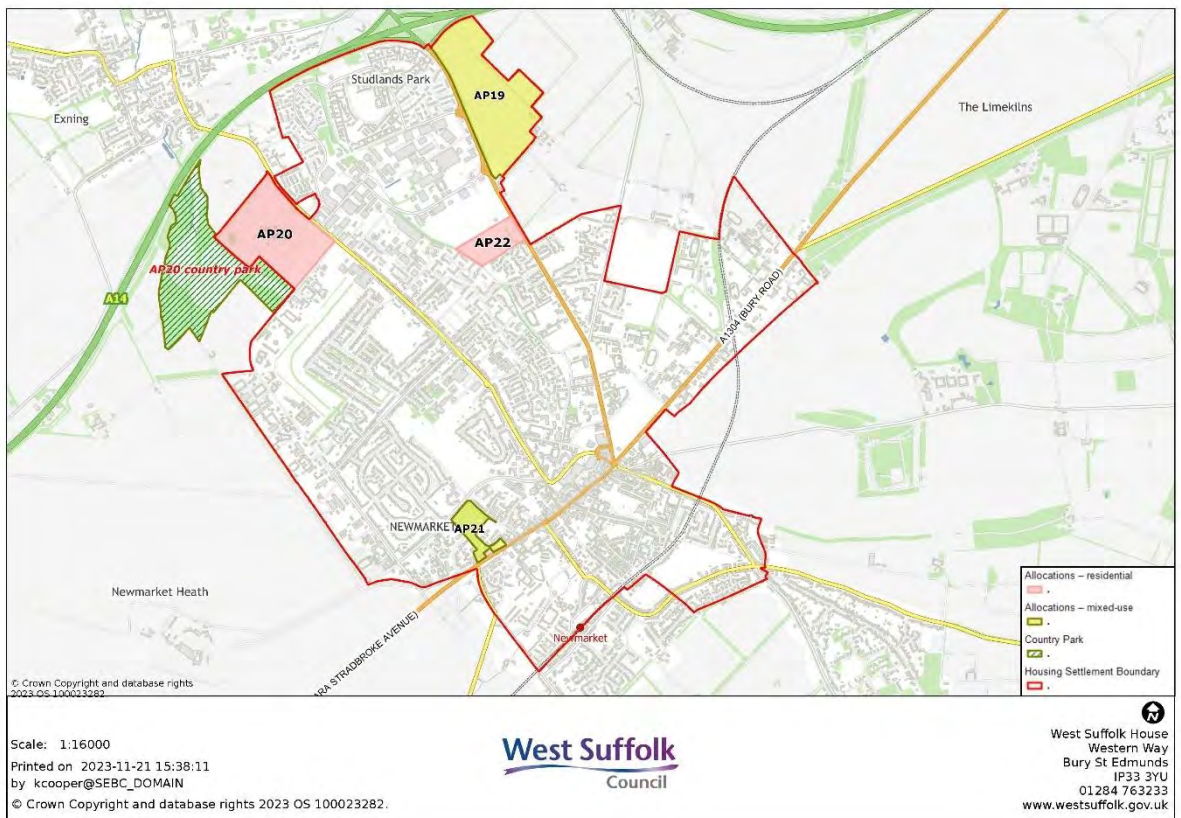 Studlands Park
AP19
The Limekilns
Exning
AP20
AP22
AP20 country park
A14
A1304 (BURY ROAD)
NEWMARKET
AP21
Newmarket Heath
Newmarket
RA STRADBROKE AVENUE)
Allocations – residential
Allocations – mixed-use
Country Park
Housing Settlement Boundary
© Crown Copyright and database rights
2023 OS 100023282.
N
Scale: 1:16000
Printed on 2023-11-21 15:38:11
by kcooper@SEBC_DOMAIN
© Crown Copyright and database rights 2023 OS 100023282.
West Suffolk
Council
West Suffolk House
Western Way
Bury St Edmunds
IP33 3YU
01284 763233
www.westsuffolk.gov.uk